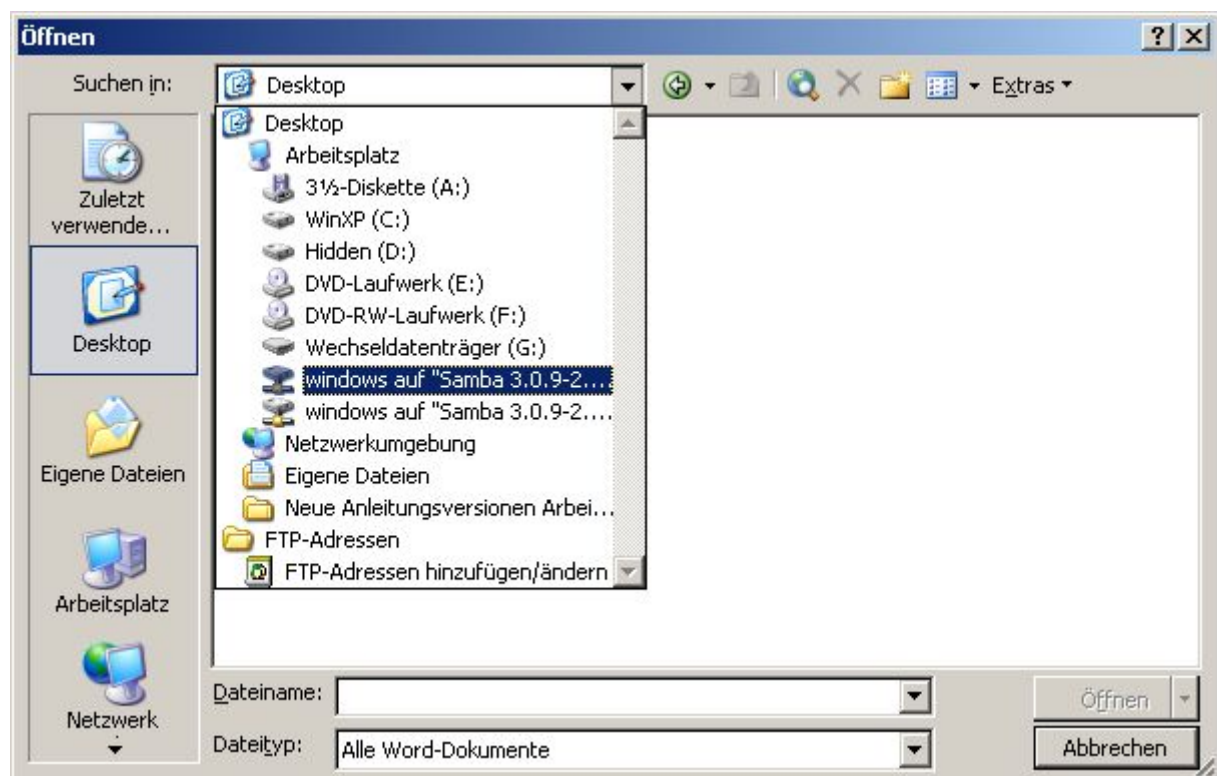 Öffnen
Suchen in: Desktop Extras
Desktop
Arbeitsplatz
3½-Diskette (A:)
WinXP (C:)
Hidden (D:)
DVD-Laufwerk (E:)
DVD-RW-Laufwerk (F:)
Wechseldatenträger (G:)
windows auf "Samba 3.0.9-2....
windows auf "Samba 3.0.9-2....
Netzwerkumgebung
Eigene Dateien
Neue Anleitungsversionen Arbei...
FTP-Adressen
FTP-Adressen hinzufügen/ändern
Zuletzt
verwende...
Desktop
Eigene Dateien
Arbeitsplatz
Netzwerk
Dateiname: Öffnen
Dateityp: Alle Word-Dokumente Abbrechen